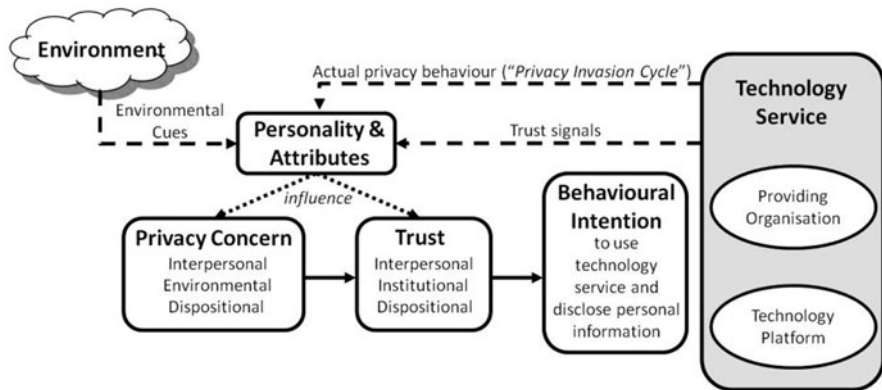 Environment
Actual privacy behaviour ("Privacy Invasion Cycle")
Environmental
Cues
Personality &
Attributes
Trust signals
Technology
Service
influence
Privacy Concern
Interpersonal
Environmental
Dispositional
Trust
Interpersonal
Institutional
Dispositional
Behavioural
Intention
to use
technology
service and
disclose personal
information
Providing
Organisation
Technology
Platform